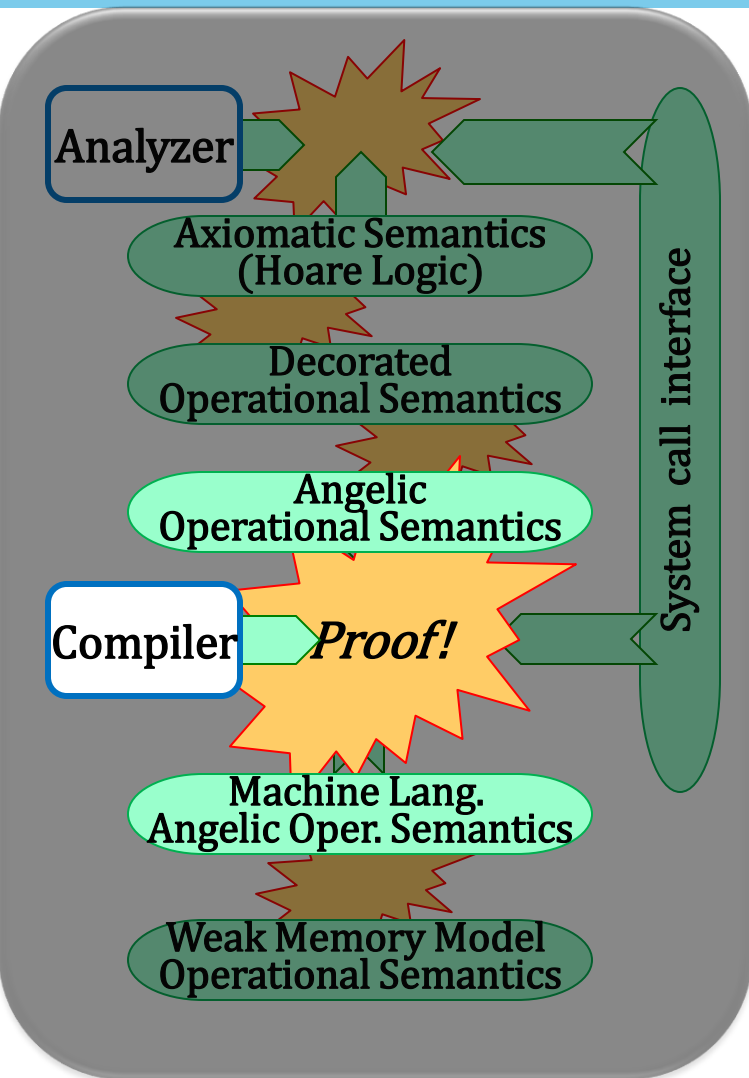 Analyzer
Axiomatic Semantics
(Hoare Logic)
Decorated
Operational Semantics
Angelic
Operational Semantics
System call interface
Compiler
Proof!
Machine Lang.
Angelic Oper. Semantics
Weak Memory Model
Operational Semantics